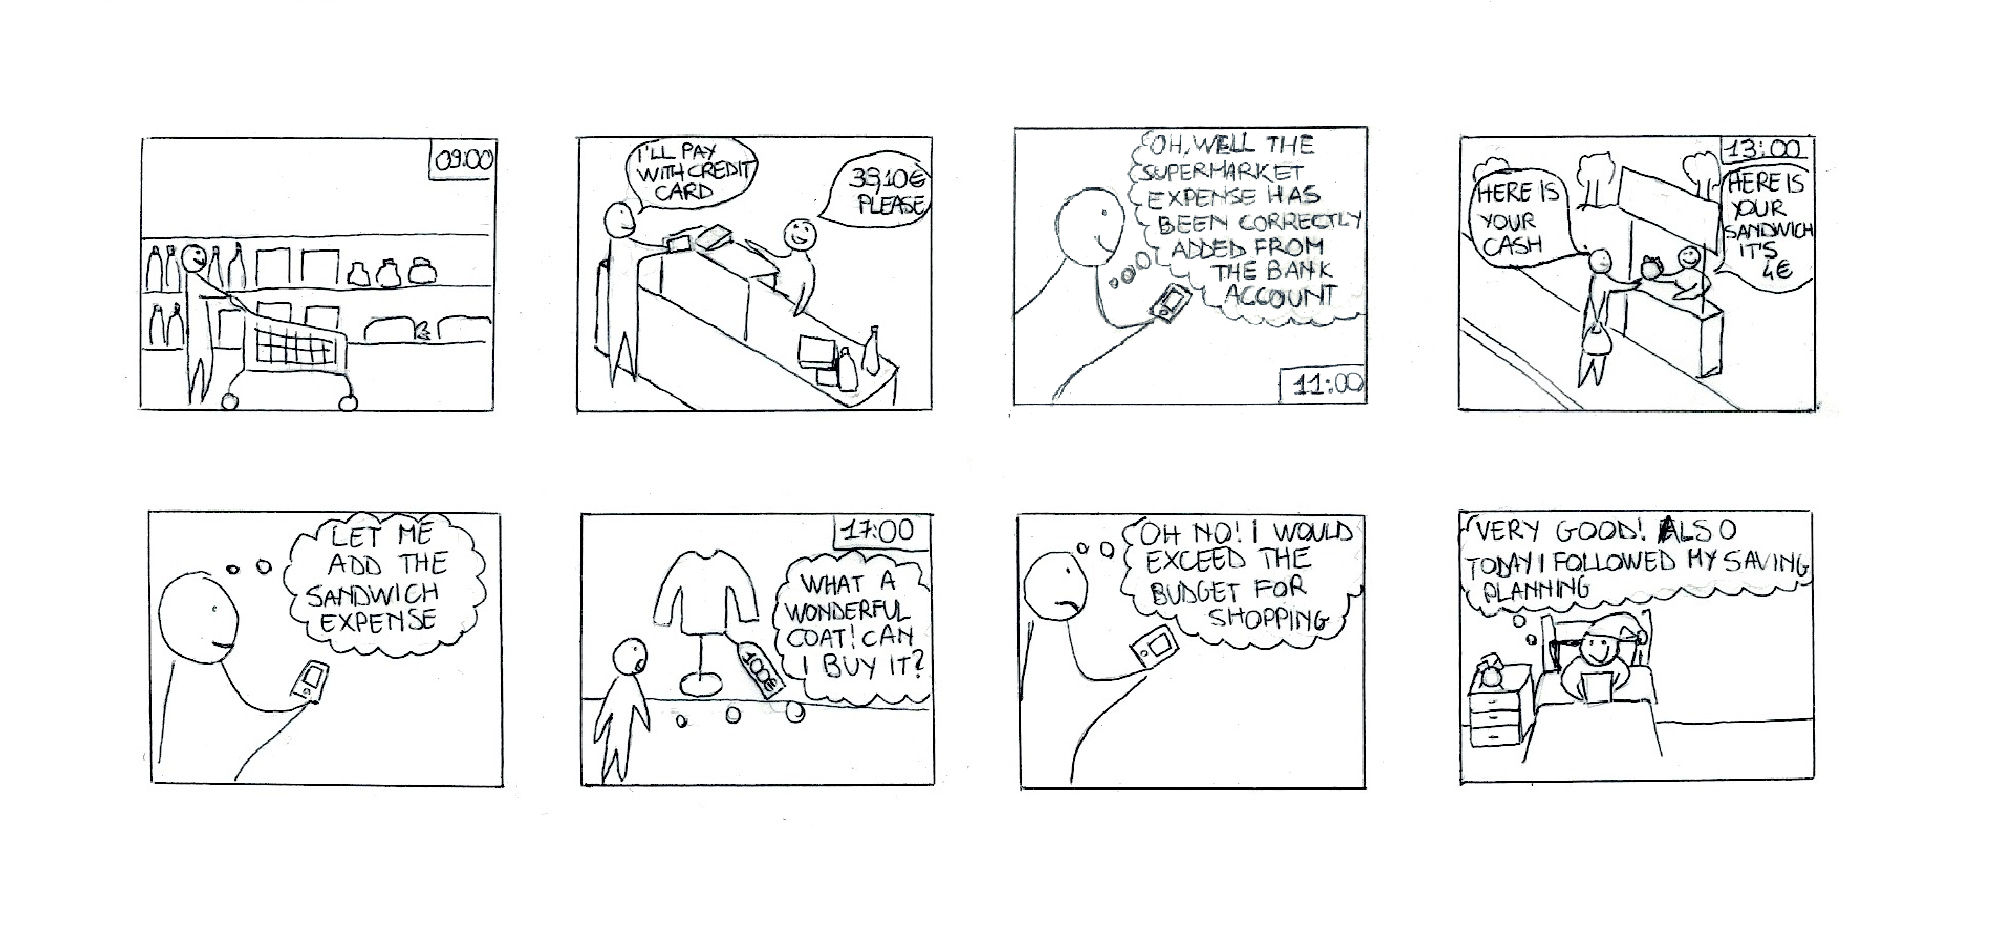 09:00
I'LL PAY
WITH CREDIT
CARD
39,10€
PLEASE
OH, WELL THE
SUPERMARKET
EXPENSE HAS
BEEN CORRECTLY
ADDED FROM
THE BANK
ACCOUNT
11:00
13:00
HERE IS
YOUR
CASH
HERE IS
YOUR
SANDWICH
IT'S
4€
LET ME
ADD THE
SANDWICH
EXPENSE
17:00
WHAT A
WONDERFUL
COAT! CAN
I BUY IT?
100€
OH NO! I WOULD
EXCEED THE
BUDGET FOR
SHOPPING
VERY GOOD! ALSO
TODAY I FOLLOWED MY SAVING
PLANNING